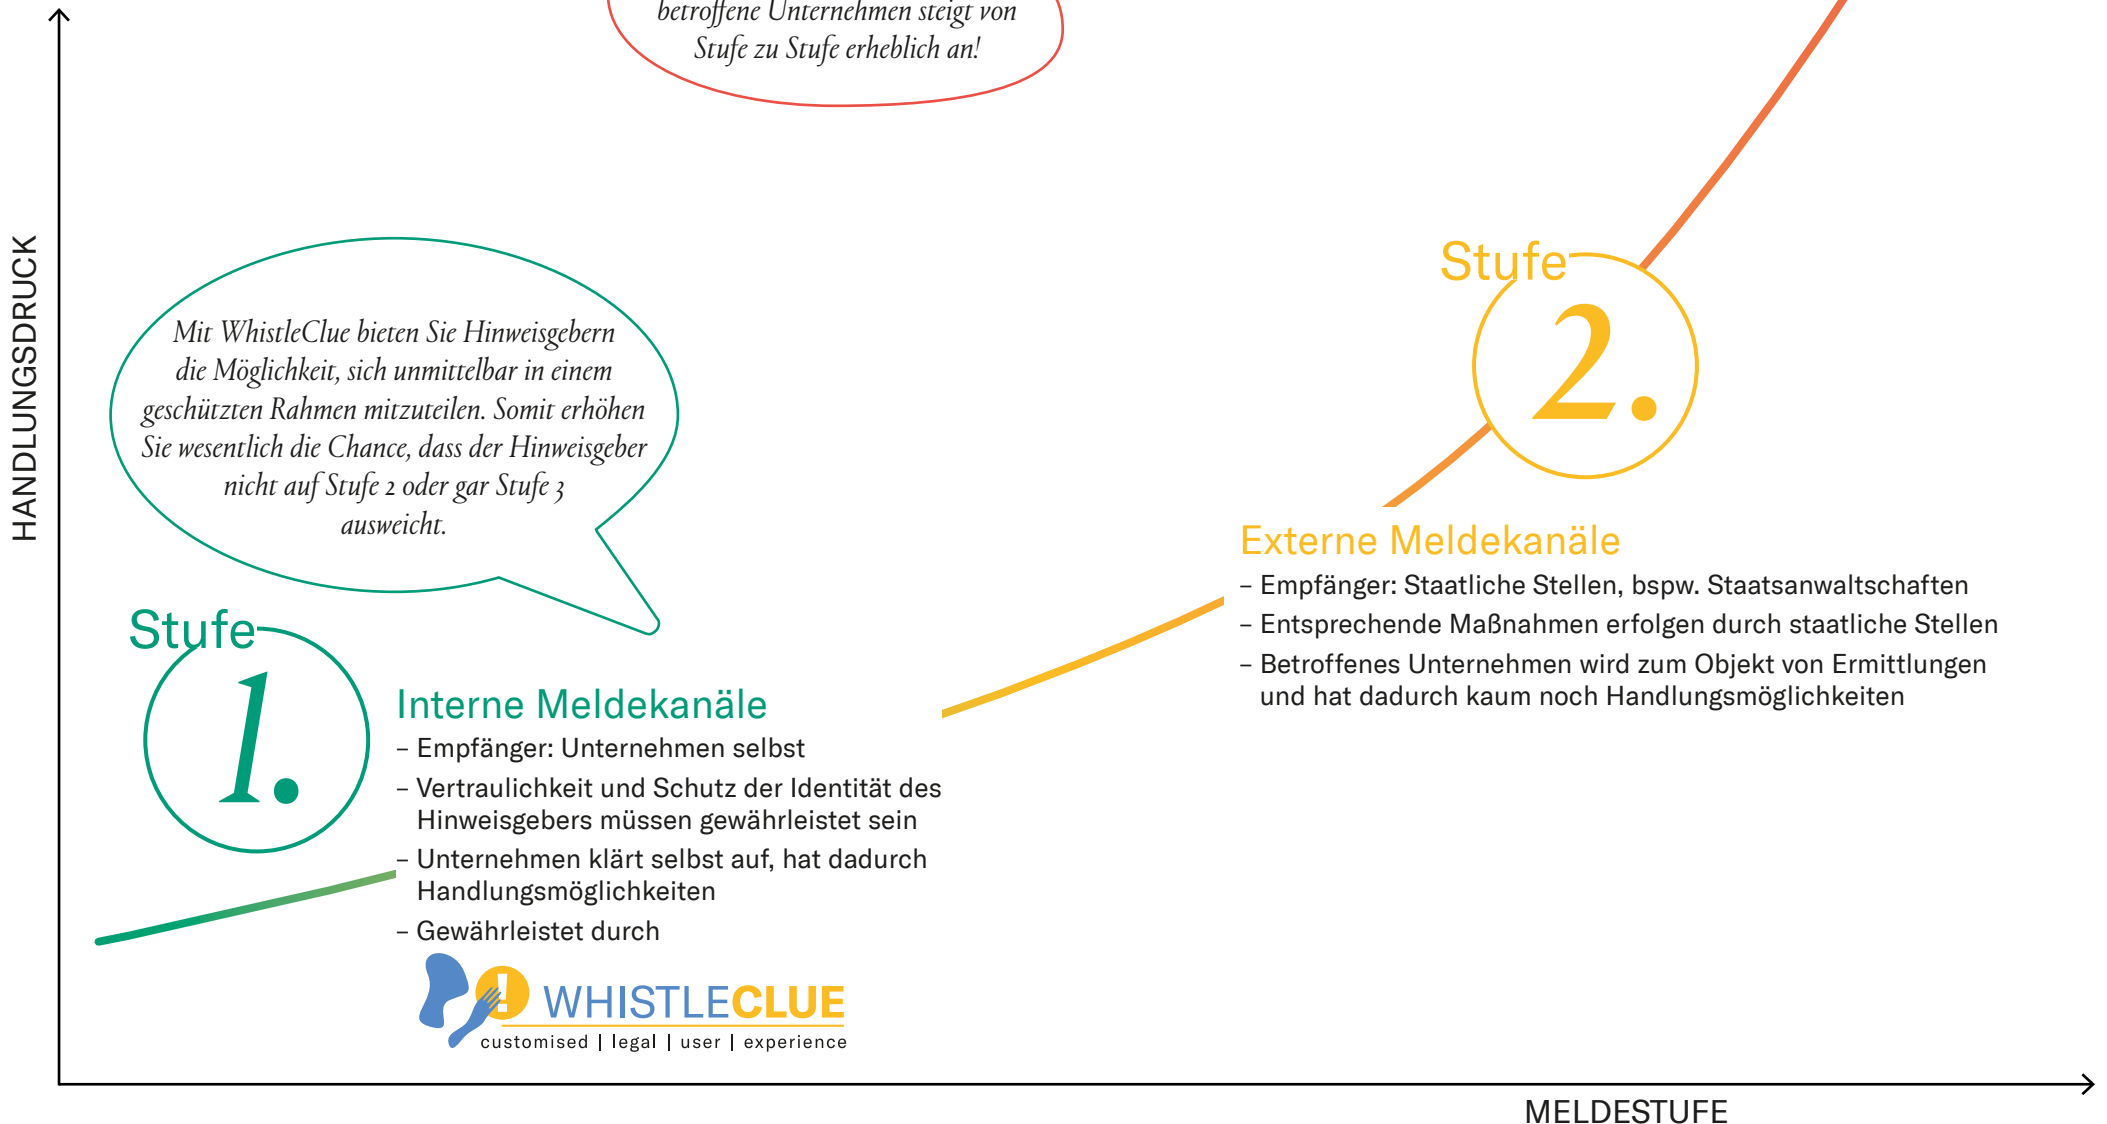 betroffene Unternehmen steigt von
Stufe zu Stufe erheblich an!
HANDLUNGSDRUCK
Mit WhistleClue bieten Sie Hinweisgebern
die Möglichkeit, sich unmittelbar in einem
geschützten Rahmen mitzuteilen. Somit erhöhen
Sie wesentlich die Chance, dass der Hinweisgeber
nicht auf Stufe 2 oder gar Stufe 3
ausweicht.
Stufe
1.
Interne Meldekanäle
– Empfänger: Unternehmen selbst
– Vertraulichkeit und Schutz der Identität des
Hinweisgebers müssen gewährleistet sein
– Unternehmen klärt selbst auf, hat dadurch
Handlungsmöglichkeiten
– Gewährleistet durch
! WHISTLECLUE
customised | legal | user | experience
Stufe
2.
Externe Meldekanäle
– Empfänger: Staatliche Stellen, bspw. Staatsanwaltschaften
– Entsprechende Maßnahmen erfolgen durch staatliche Stellen
– Betroffenes Unternehmen wird zum Objekt von Ermittlungen
und hat dadurch kaum noch Handlungsmöglichkeiten
MELDESTUFE